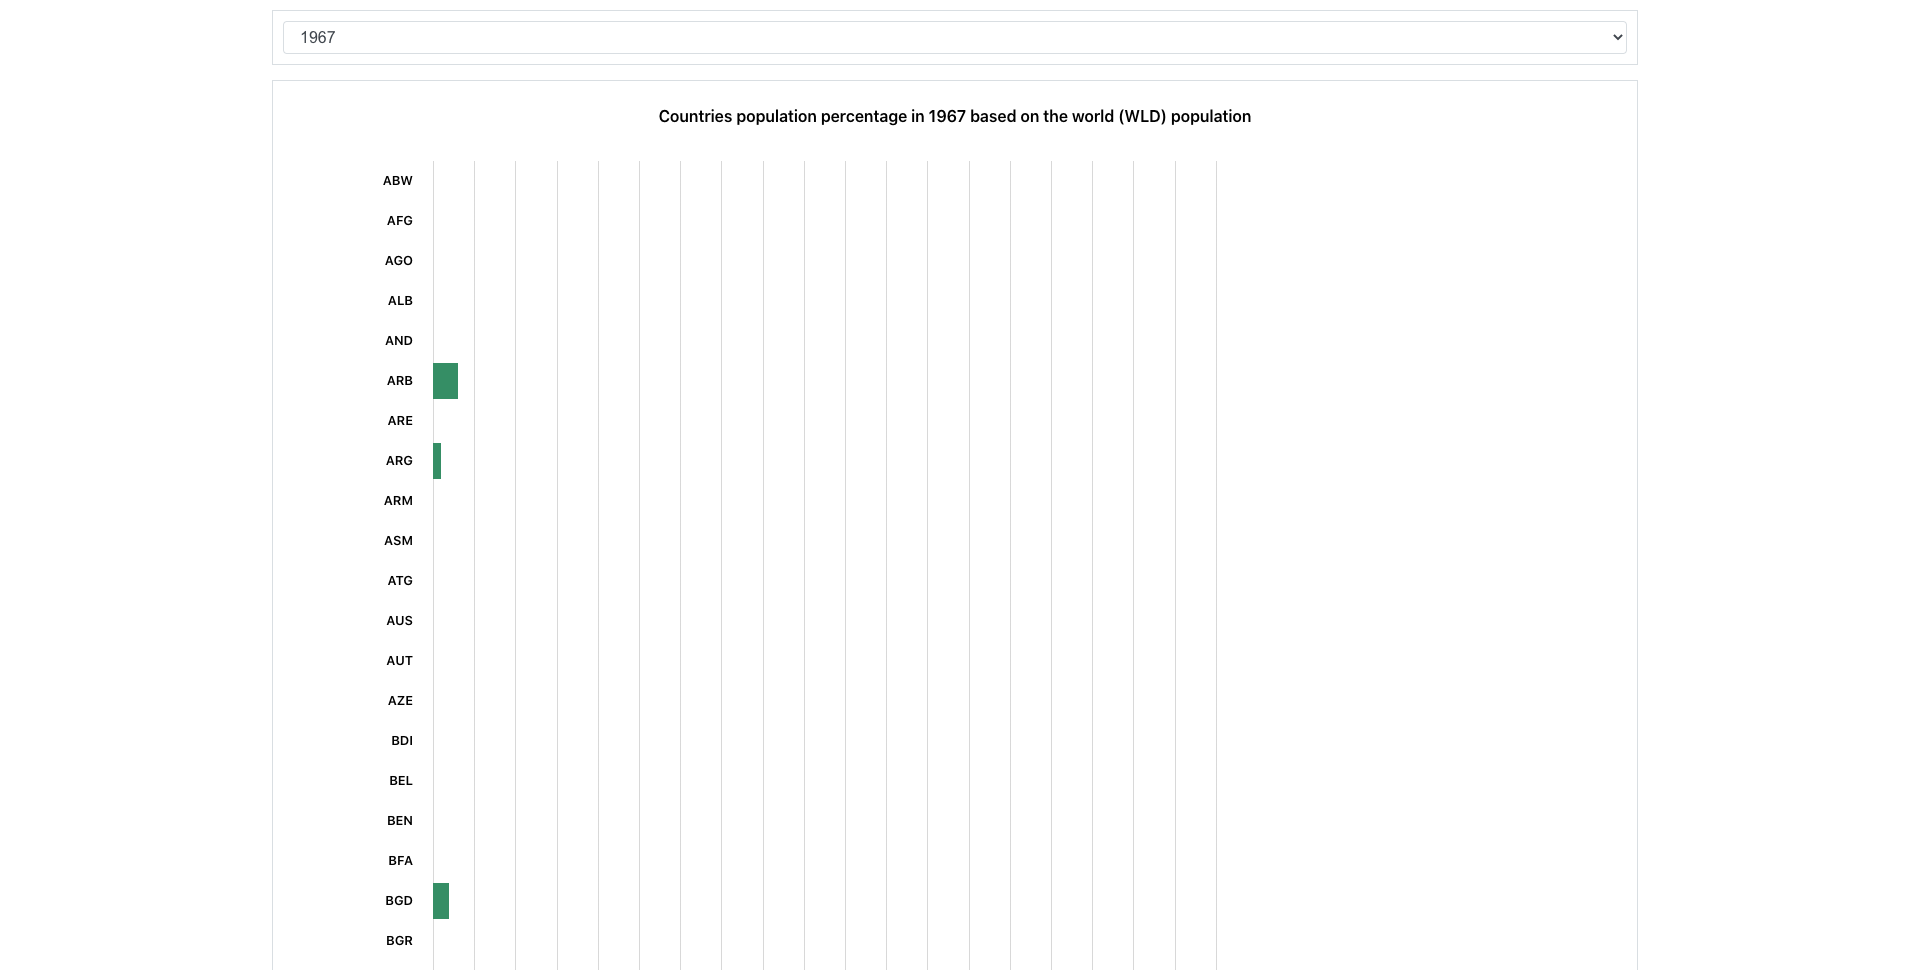 1967
Countries population percentage in 1967 based on the world (WLD) population
ABW
AFG
AGO
ALB
AND
ARB
ARE
ARG
ARM
ASM
ATG
AUS
AUT
AZE
BDI
BEL
BEN
BFA
BGD
BGR